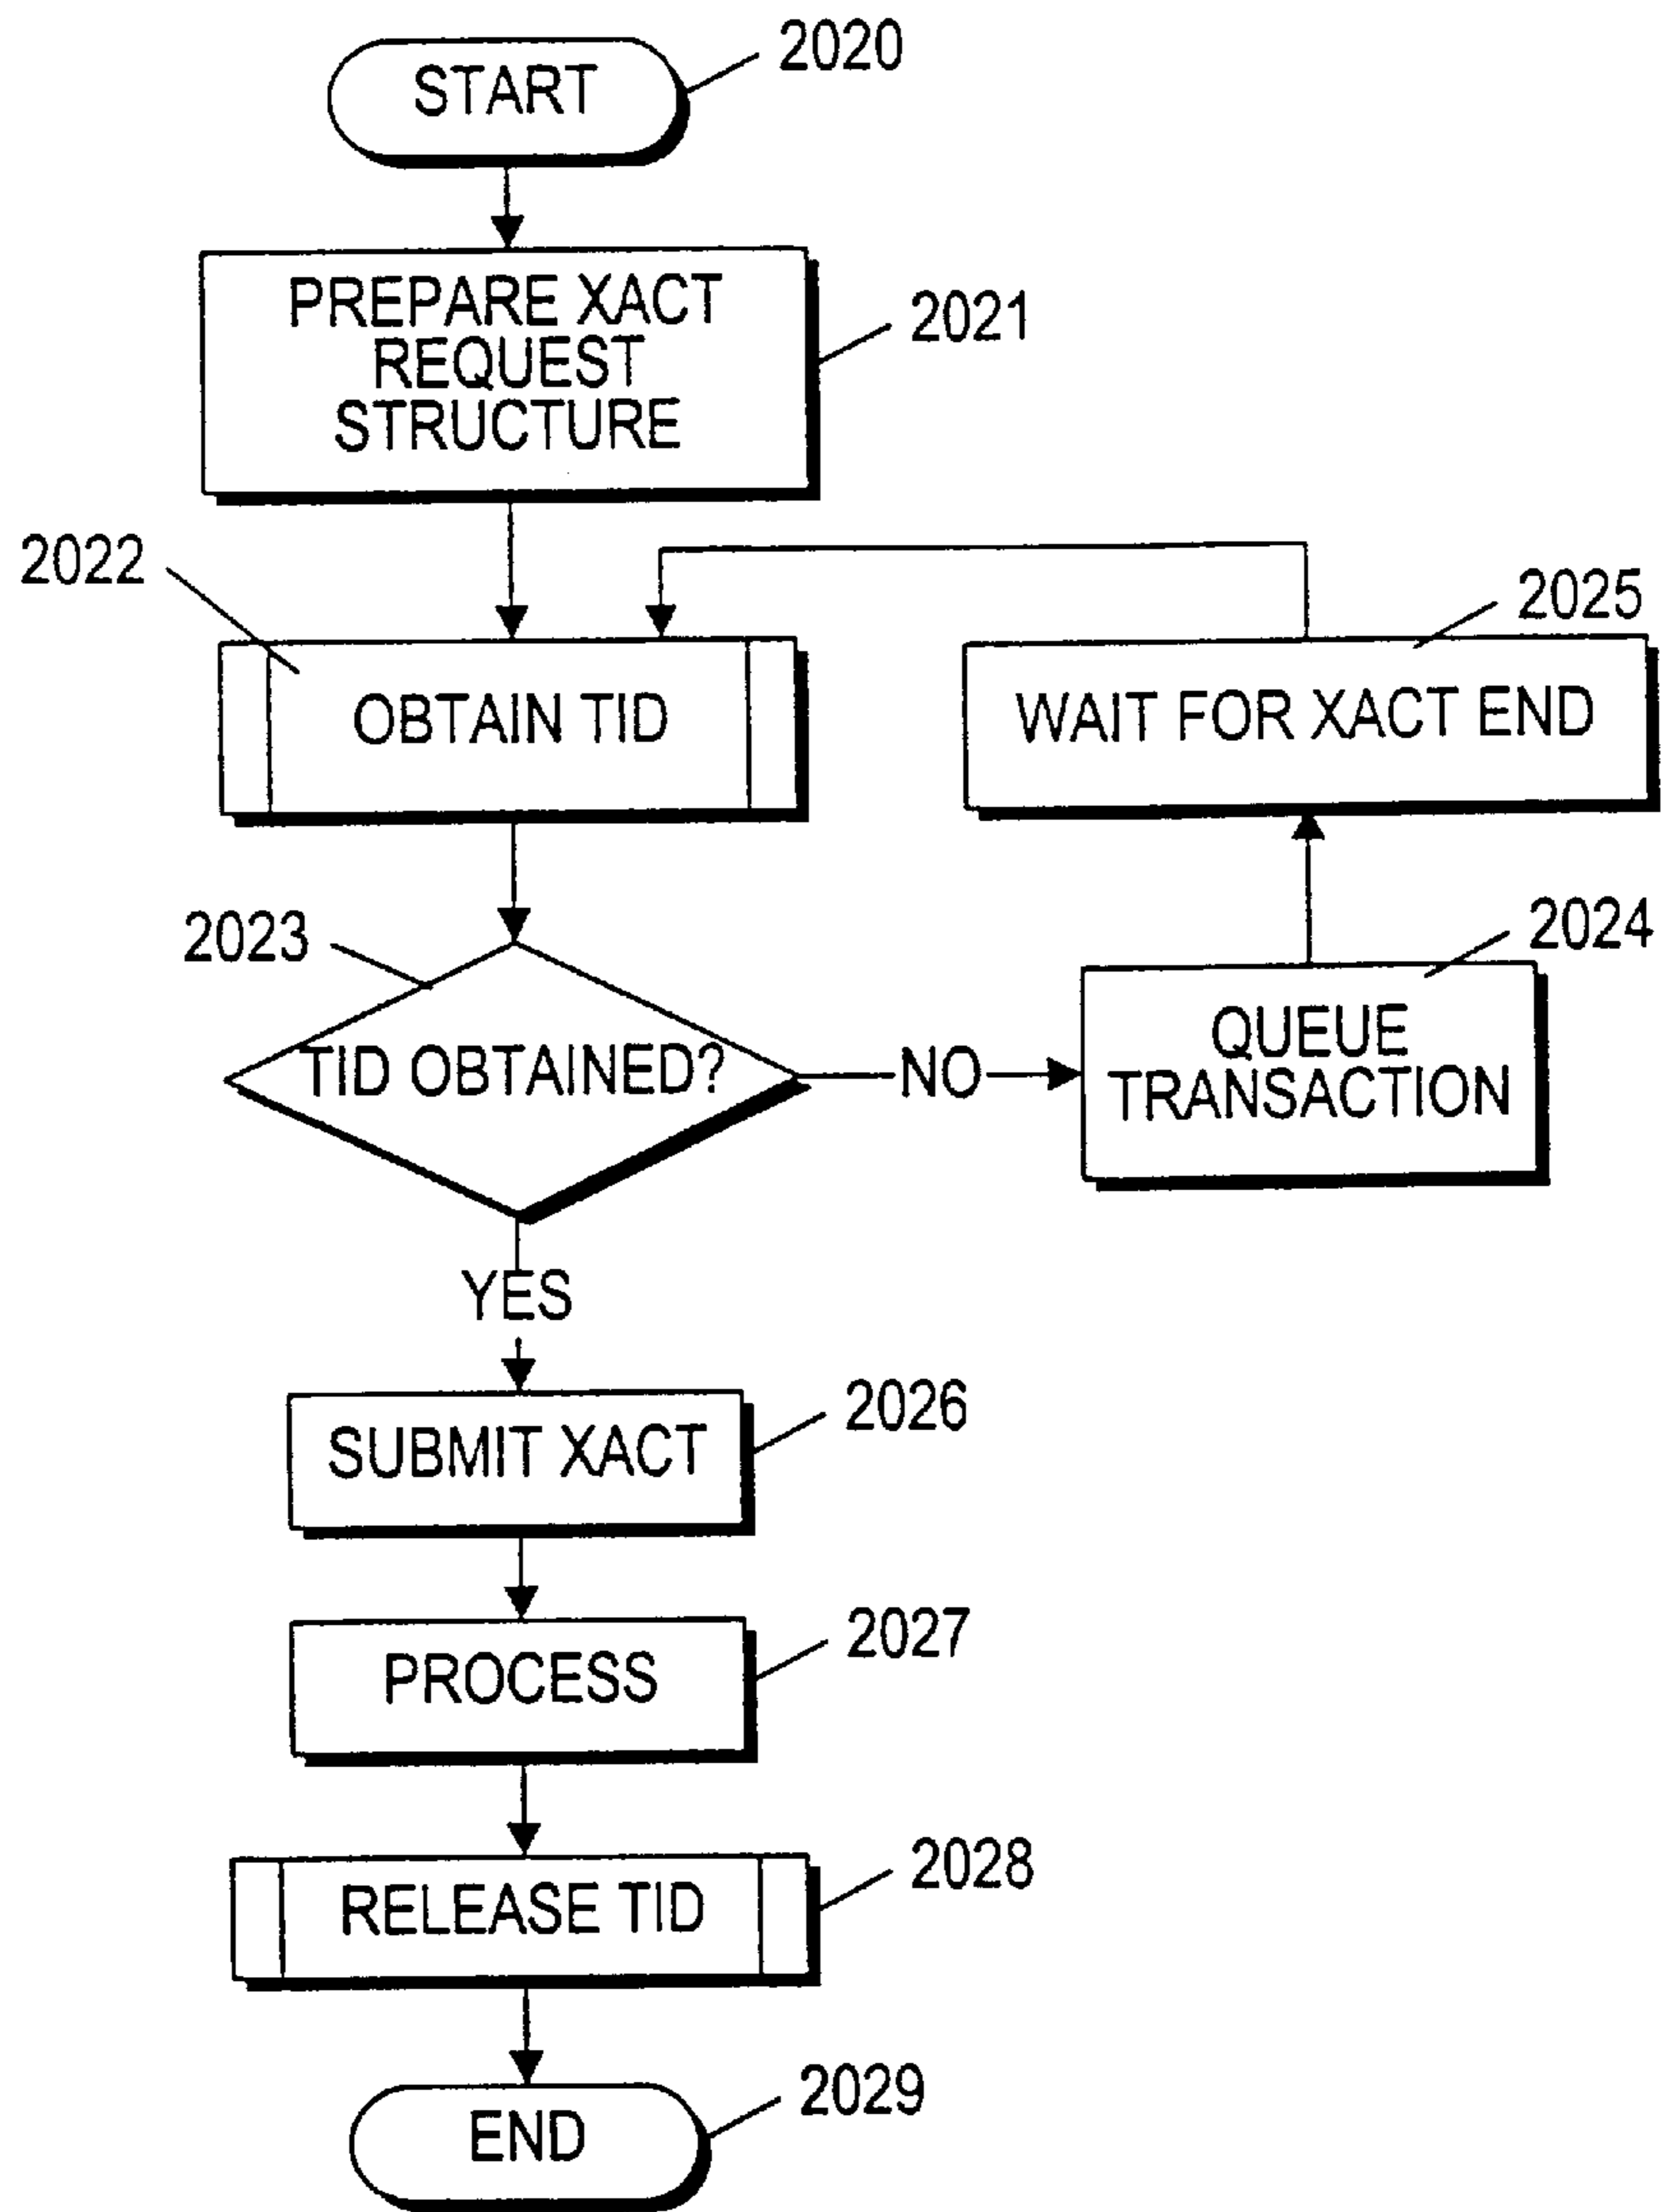 START
2020
PREPARE XACT
REQUEST
STRUCTURE
2021
2022
OBTAIN TID
2025
WAIT FOR XACT END
2023
TID OBTAINED?
NO
2024
QUEUE
TRANSACTION
YES
SUBMIT XACT
2026
PROCESS
2027
RELEASE TID
2028
END
2029